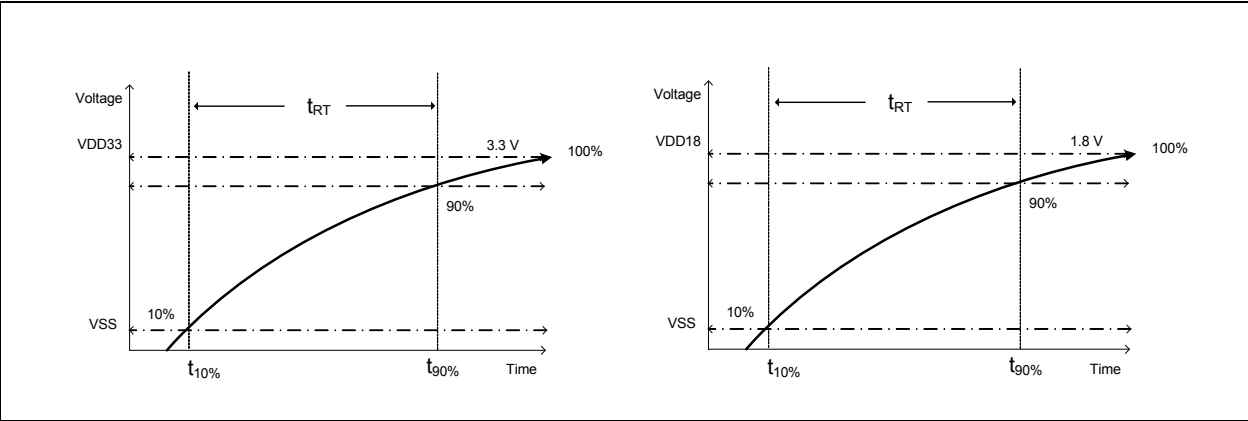 Voltage
tRT
VDD33
3.3 V
100%
90%
10%
VSS
t10%
t90%
Time
Voltage
tRT
VDD18
1.8 V
100%
90%
10%
VSS
t10%
t90%
Time